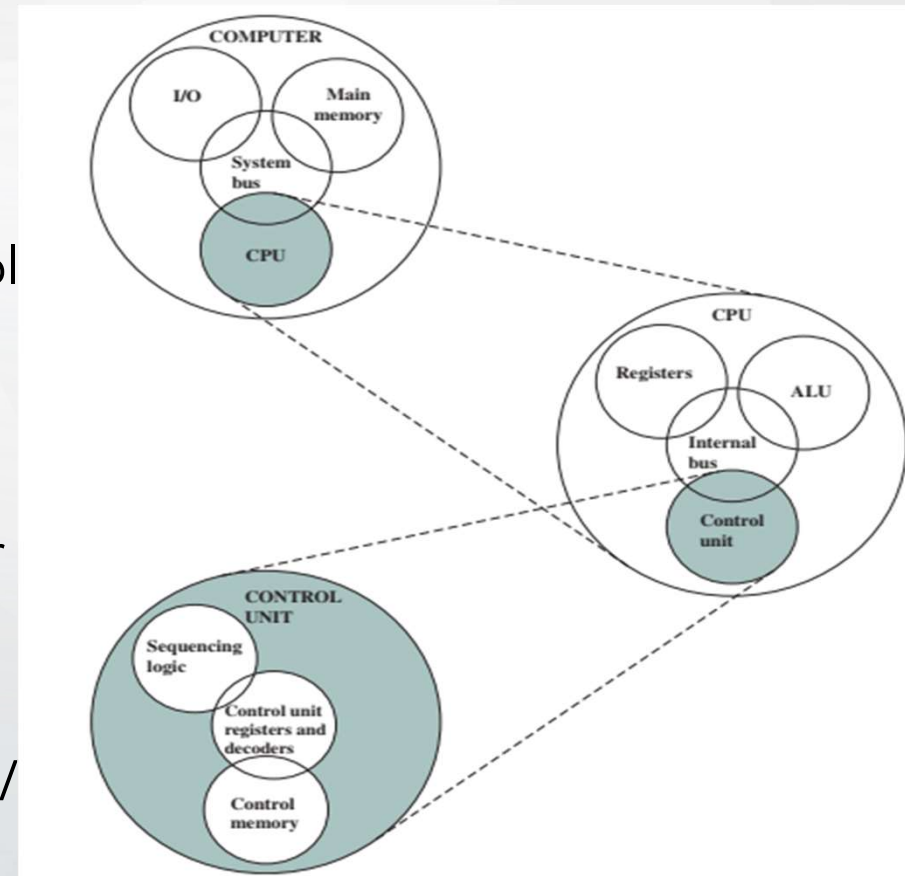 COMPUTER
I/O
Main
memory
System
bus
CPU
CPU
Registers
ALU
Internal
bus
Control
unit
CONTROL
UNIT
Sequencing
logic
Control unit
registers and
decoders
Control
memory
ol
/